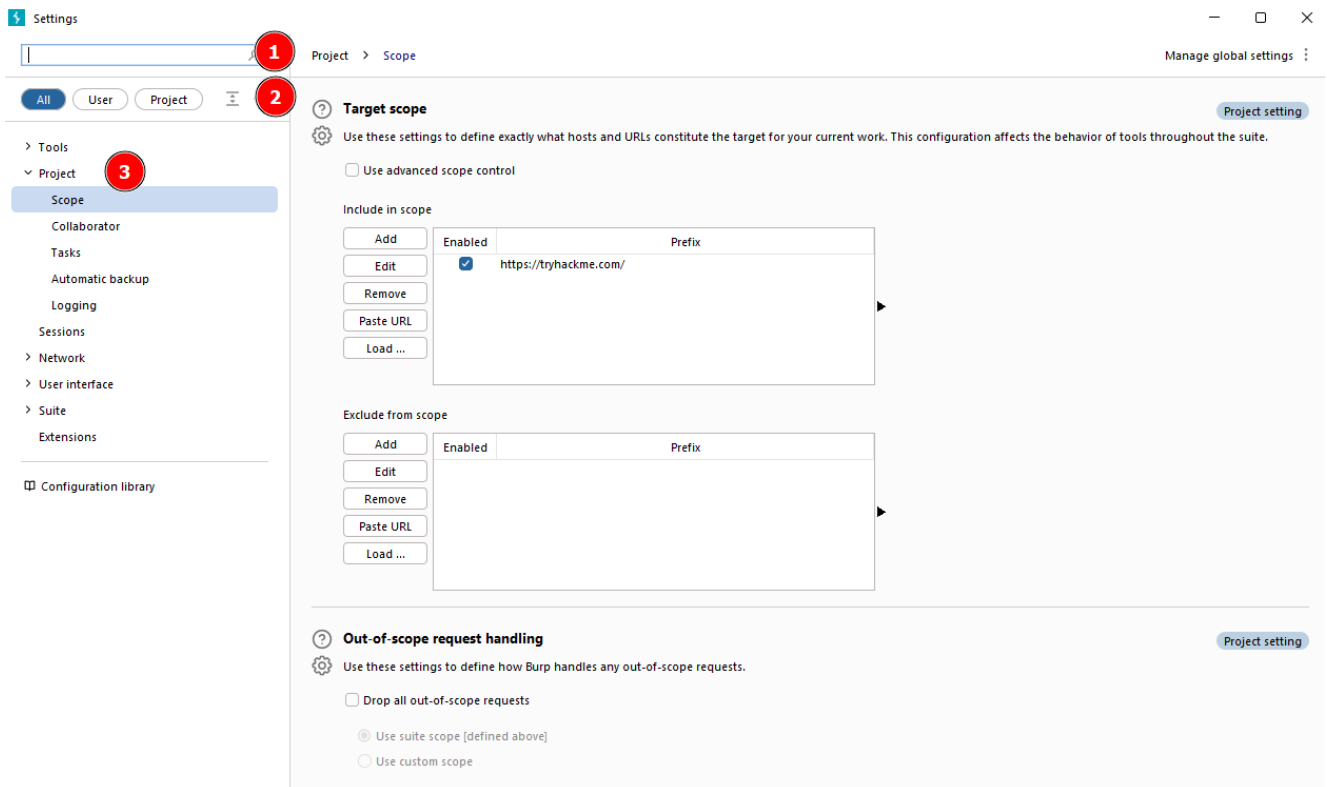 Settings
1
Project > Scope
Manage global settings
All User Project
2
Tools
Project
3
Scope
Collaborator
Tasks
Automatic backup
Logging
Sessions
Network
User interface
Suite
Extensions
Configuration library
Target scope
Project setting
Use these settings to define exactly what hosts and URLs constitute the target for your current work. This configuration affects the behavior of tools throughout the suite.
Use advanced scope control
Include in scope
Add
Edit
Remove
Paste URL
Load ...
Enabled Prefix
https://tryhackme.com/
Exclude from scope
Add
Edit
Remove
Paste URL
Load ...
Enabled Prefix
Out-of-scope request handling
Project setting
Use these settings to define how Burp handles any out-of-scope requests.
Drop all out-of-scope requests
Use suite scope [defined above]
Use custom scope